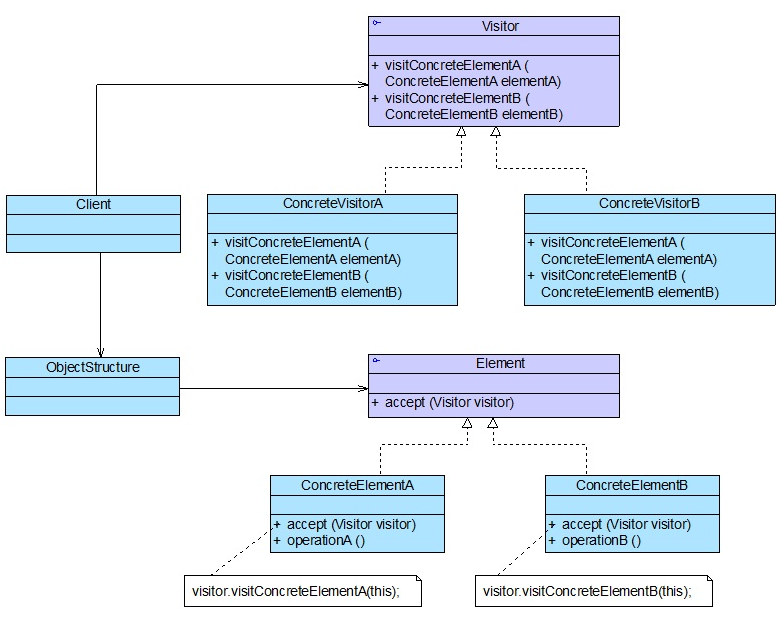 Visitor
+ visitConcreteElementA (
ConcreteElementA elementA)
+ visitConcreteElementB (
ConcreteElementB elementB)
Client
ConcreteVisitorA
+ visitConcreteElementA (
ConcreteElementA elementA)
+ visitConcreteElementB (
ConcreteElementB elementB)
ConcreteVisitorB
+ visitConcreteElementA (
ConcreteElementA elementA)
+ visitConcreteElementB (
ConcreteElementB elementB)
ObjectStructure
Element
+ accept (Visitor visitor)
ConcreteElementA
+ accept (Visitor visitor)
+ operationA ()
ConcreteElementB
+ accept (Visitor visitor)
+ operationB ()
visitor.visitConcreteElementA(this);
visitor.visitConcreteElementB(this);